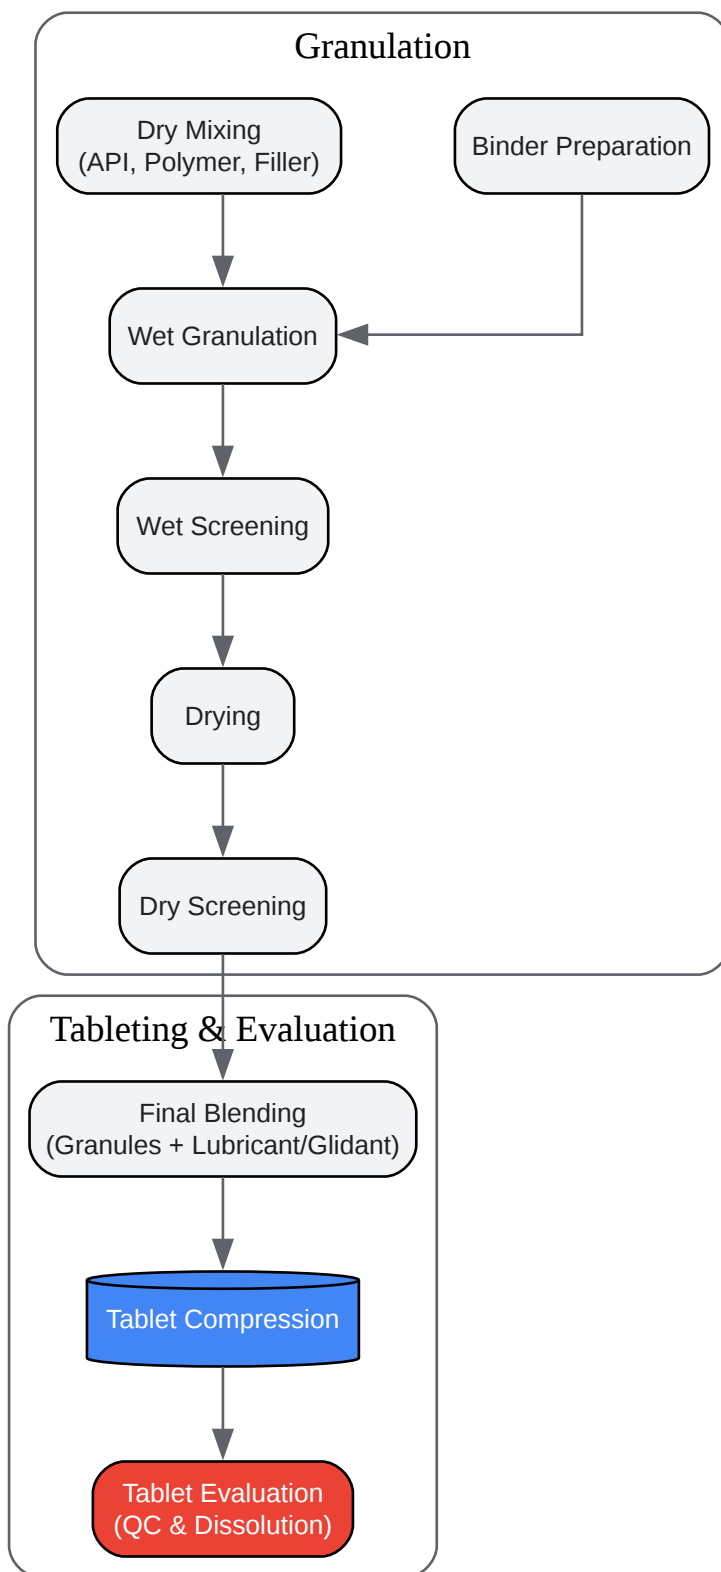 Granulation
Dry Mixing
(API, Polymer, Filler)
Binder Preparation
Wet Granulation
Wet Screening
Drying
Dry Screening
Tableting & Evaluation
Final Blending
(Granules + Lubricant/Glidant)
Tablet Compression
Tablet Evaluation
(QC & Dissolution)